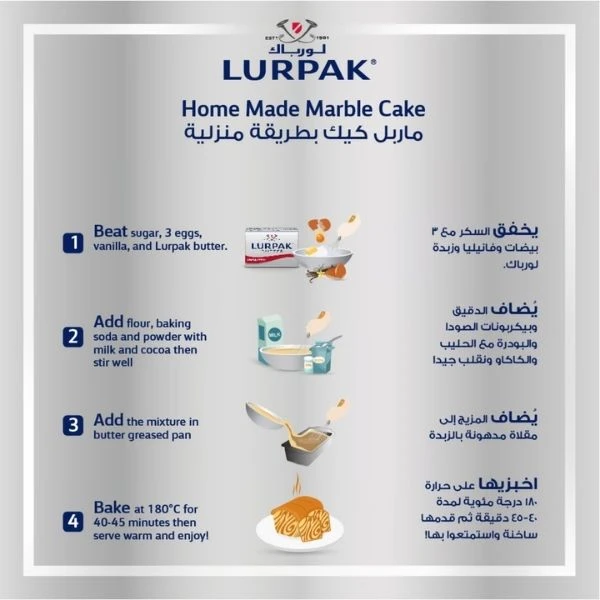 ESTD 1901
لورباك
LURPAK®
Home Made Marble Cake
ماربل كيك بطريقة منزلية
1
Beat sugar, 3 eggs,
vanilla, and Lurpak butter.
LURPAK
يخفق السكر مع ٣
بيضات وفانيليا وزبدة
لورباك.
2
Add flour, baking
soda and powder with
milk and cocoa then
stir well
MILK
يُضاف الدقيق
وبيكربونات الصودا
والبودرة مع الحليب
والكاكاو ونقلب جيدا
3
Add the mixture in
butter greased pan
يُضاف المزيج إلى
مقلاة مدهونة بالزبدة
4
Bake at 180°C for
40-45 minutes then
serve warm and enjoy!
اخبزيها على حرارة
١٨٠ درجة مئوية لمدة
٤٠-٤٥ دقيقة ثم قدمها
ساخنة واستمتعوا بها!